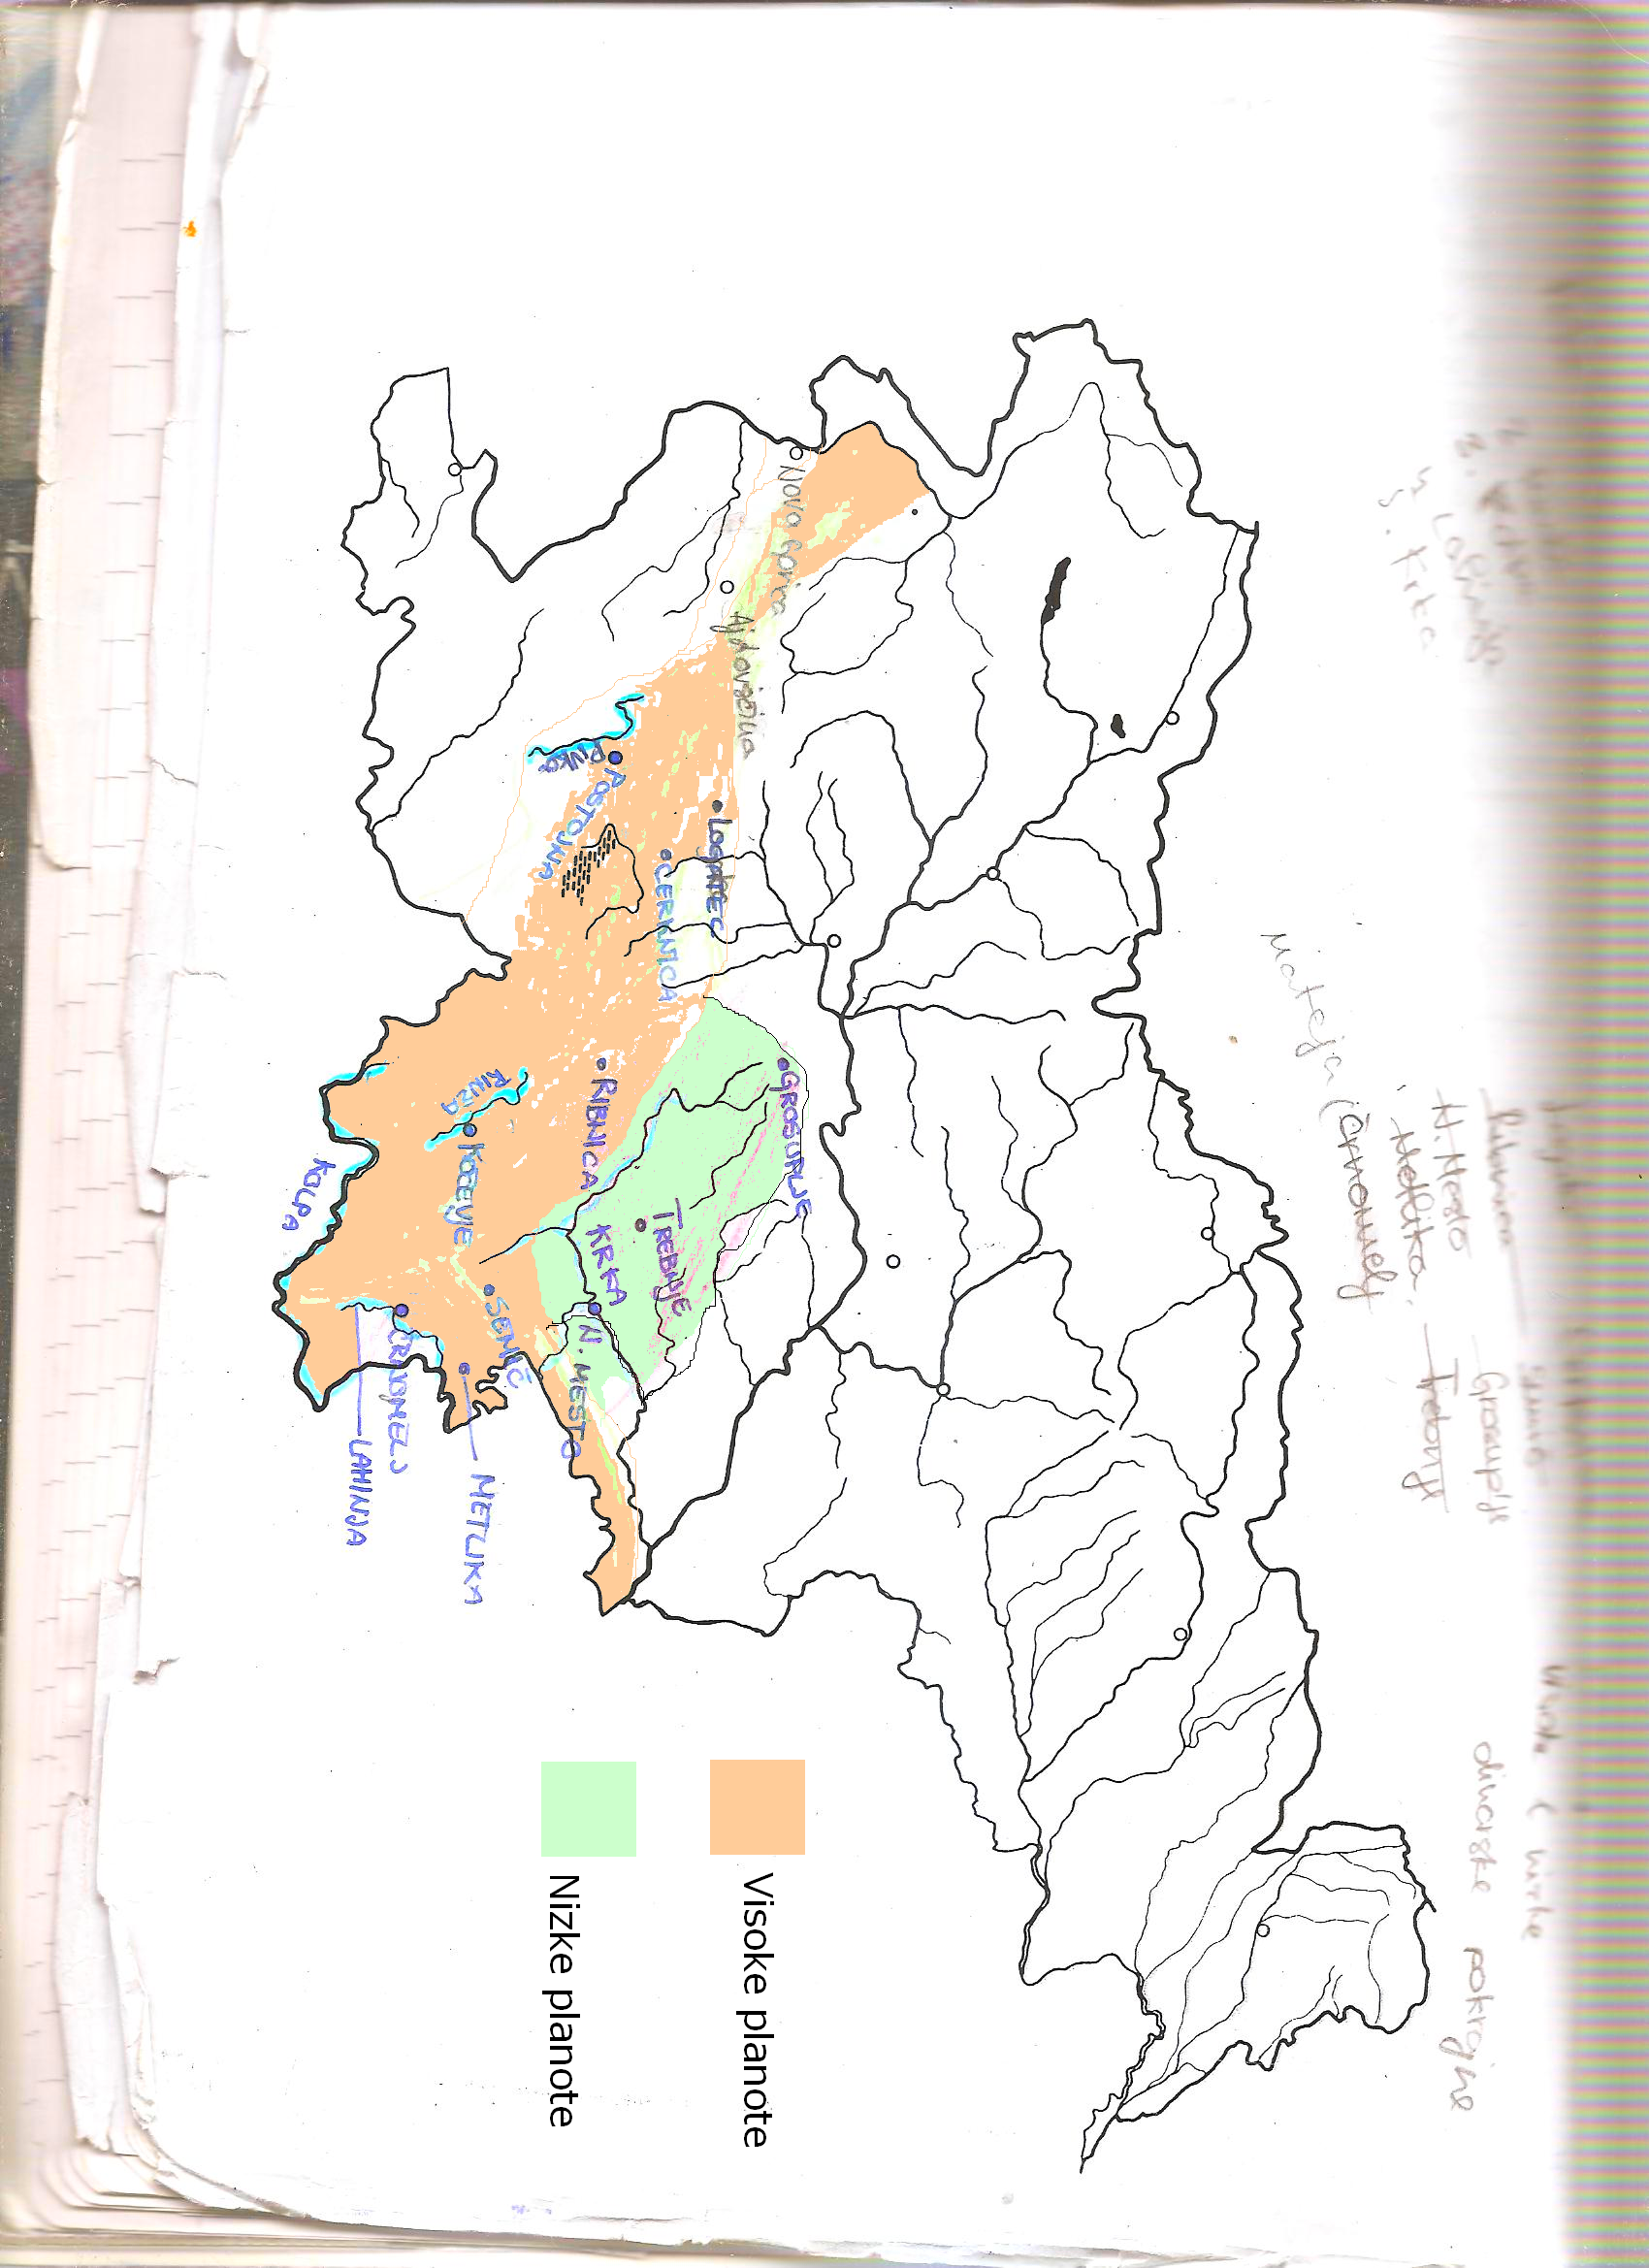 Nova Gorica
Ajdovščina
PIVKA
POSTOJNA
LOGATEC
CERKNICA
GROSUPLJE
RIBNICA
RINŽA
KOČEVJE
KOLPA
TREBNJE
KRKA
N. MESTO
SEMIČ
ČRNOMELJ
LAHINJA
METLIKA
Visoke planote
Nizke planote
Mateja (Črnomelj
Metlika
N. Mesto
Trebnje
Grosuplje
dinarske pokrajine